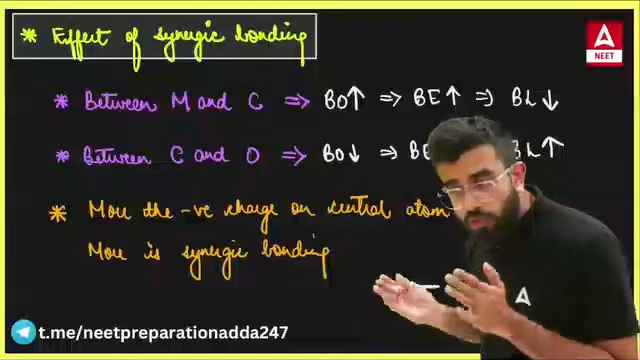 * Effect of synergic bonding
A
NEET
* Between M and C ⇒ BO↑ ⇒ BE↑ ⇒ BL↓
* Between C and O ⇒ BO↓ ⇒ BL↑
* More the -ve charge on central atom
More is synergic bonding
A
t.me/neetpreparationadda247